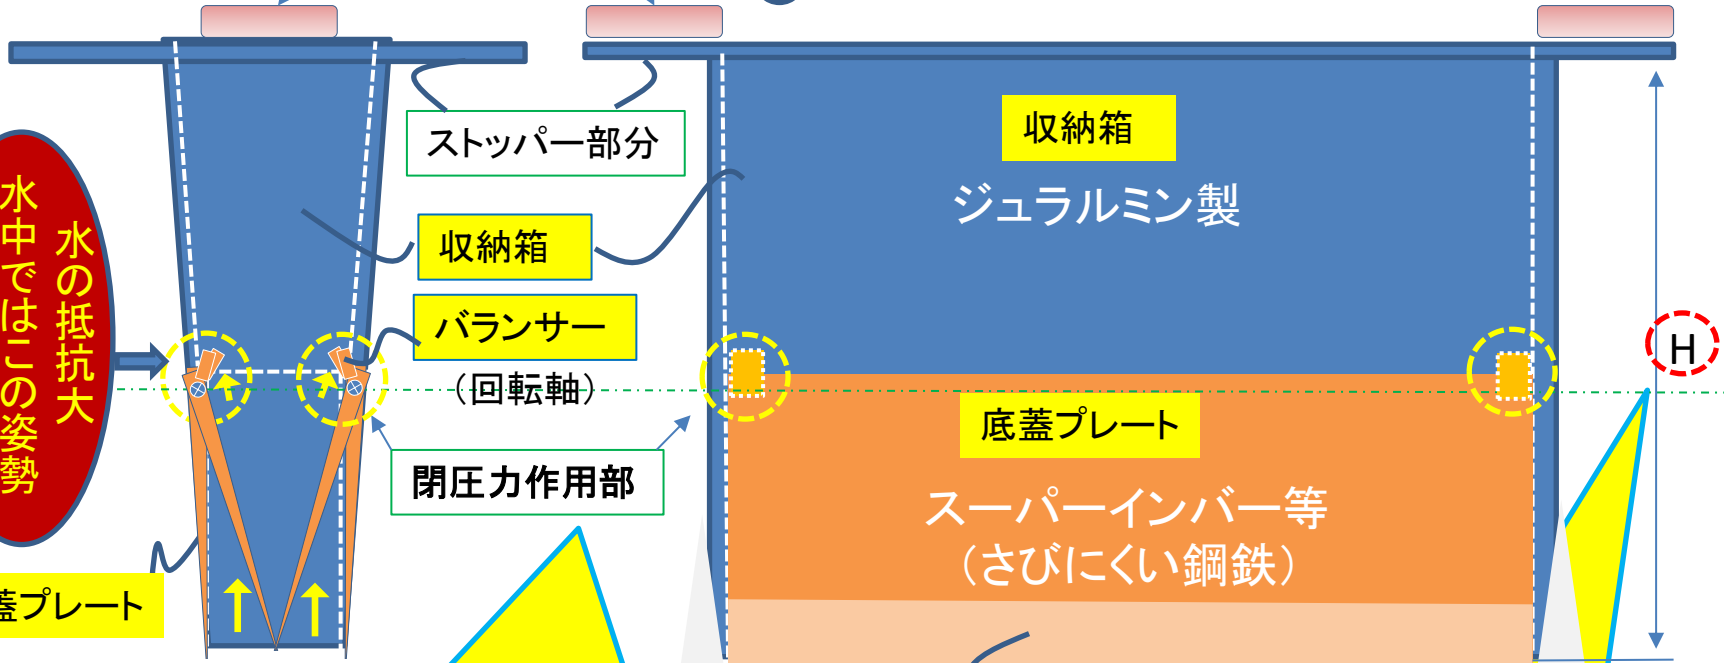 ストッパー部分
収納箱
ジュラルミン製
収納箱
バランサー
（回転軸）
水の抵抗大
水中ではこの姿勢
H
底蓋プレート
閉圧力作用部
スーパーインバー等
（さびにくい鋼鉄）
蓋プレート